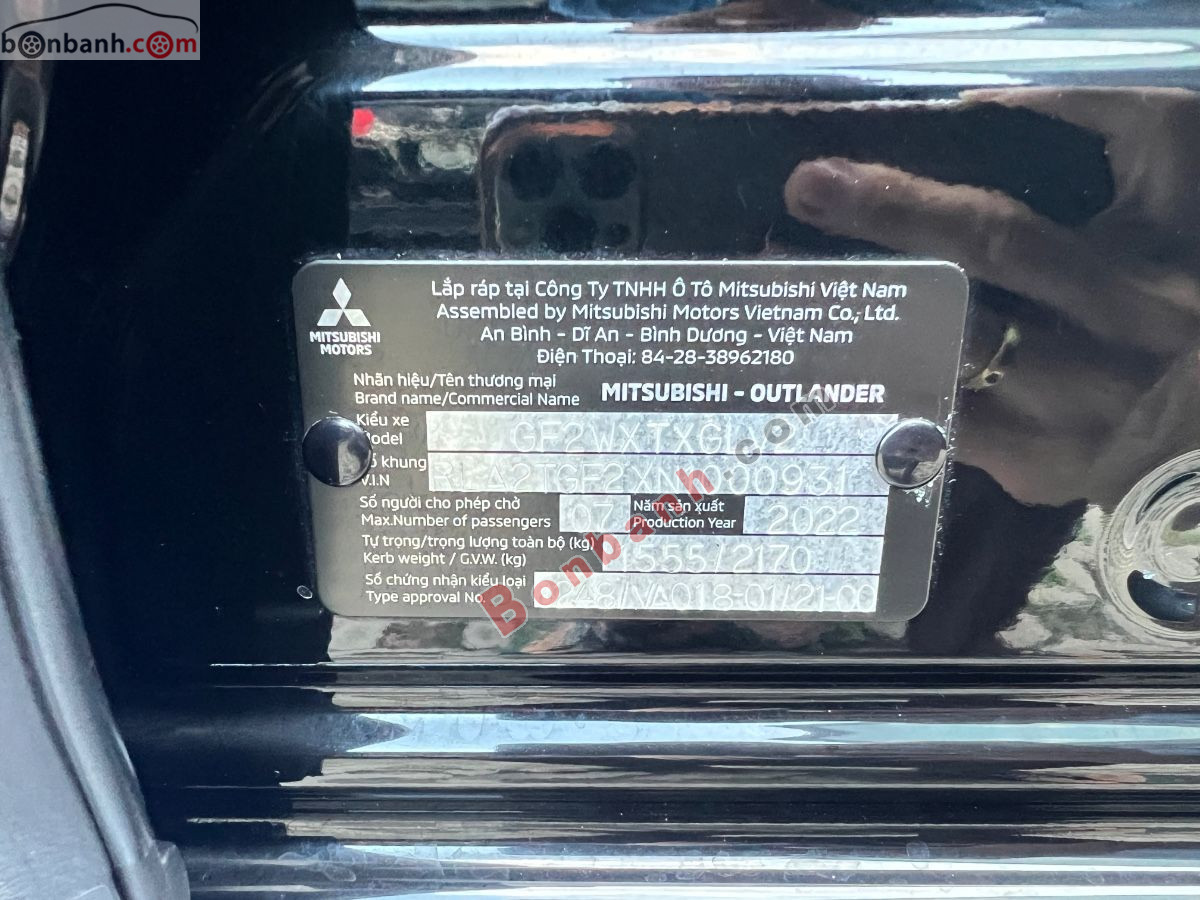 bonbanh.com
MITSUBISHI
MOTORS
Lắp ráp tại Công Ty TNHH Ô Tô Mitsubishi Việt Nam
Assembled by Mitsubishi Motors Vietnam Co., Ltd.
An Bình - Dĩ An - Bình Dương - Việt Nam
Điện Thoại: 84-28-38962180
Nhãn hiệu/Tên thương mại
Brand name/Commercial Name MITSUBISHI - OUTLANDER
Kiểu xe
khung
V.I.N
Số người cho phép chở 07 Năm sản xuất 2022
Max.Number of passengers Production Year
Tự trọng/trọng lượng toàn bộ (kg) 1555/2170
Kerb weight / G.V.W. (kg)
Số chứng nhận kiểu loại
Type approval No.
Bonbanh.com